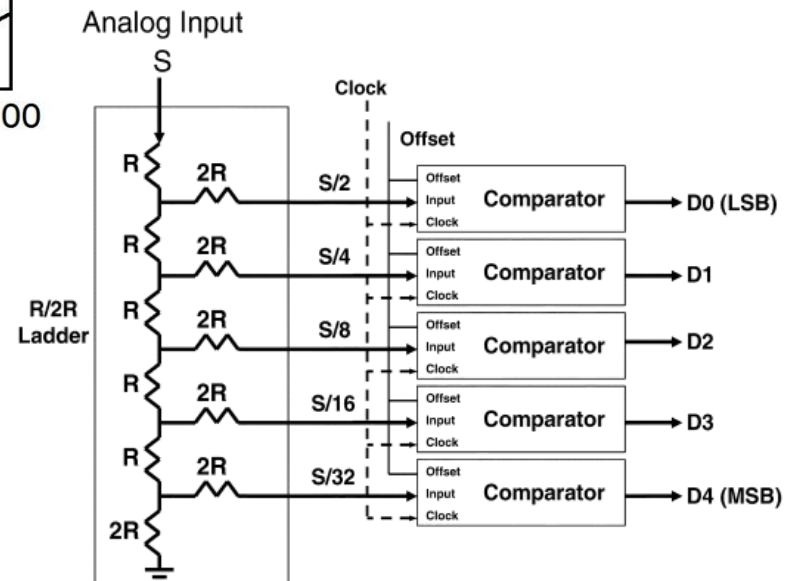 Analog Input
S
00
Clock
Offset
R
2R
S/2
Offset
Input
Clock
Comparator
D0 (LSB)
R
2R
S/4
Offset
Input
Clock
Comparator
D1
R/2R
Ladder
R
2R
S/8
Offset
Input
Clock
Comparator
D2
R
2R
S/16
Offset
Input
Clock
Comparator
D3
R
2R
S/32
Offset
Input
Clock
Comparator
D4 (MSB)
2R